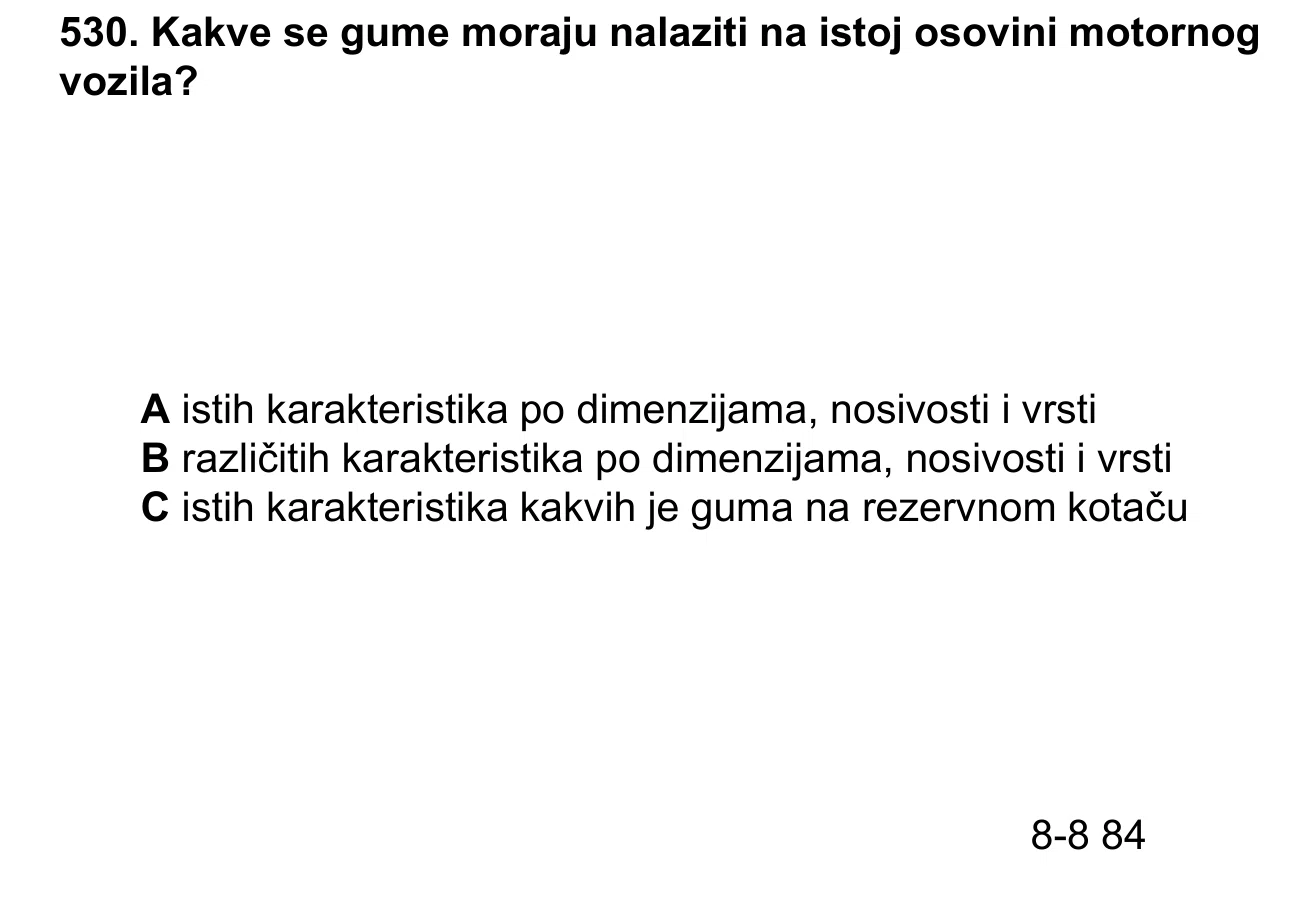 530. Kakve se gume moraju nalaziti na istoj osovini motornog
vozila?
A istih karakteristika po dimenzijama, nosivosti i vrsti
B različitih karakteristika po dimenzijama, nosivosti i vrsti
C istih karakteristika kakvih je guma na rezervnom kotaču
8-8 84